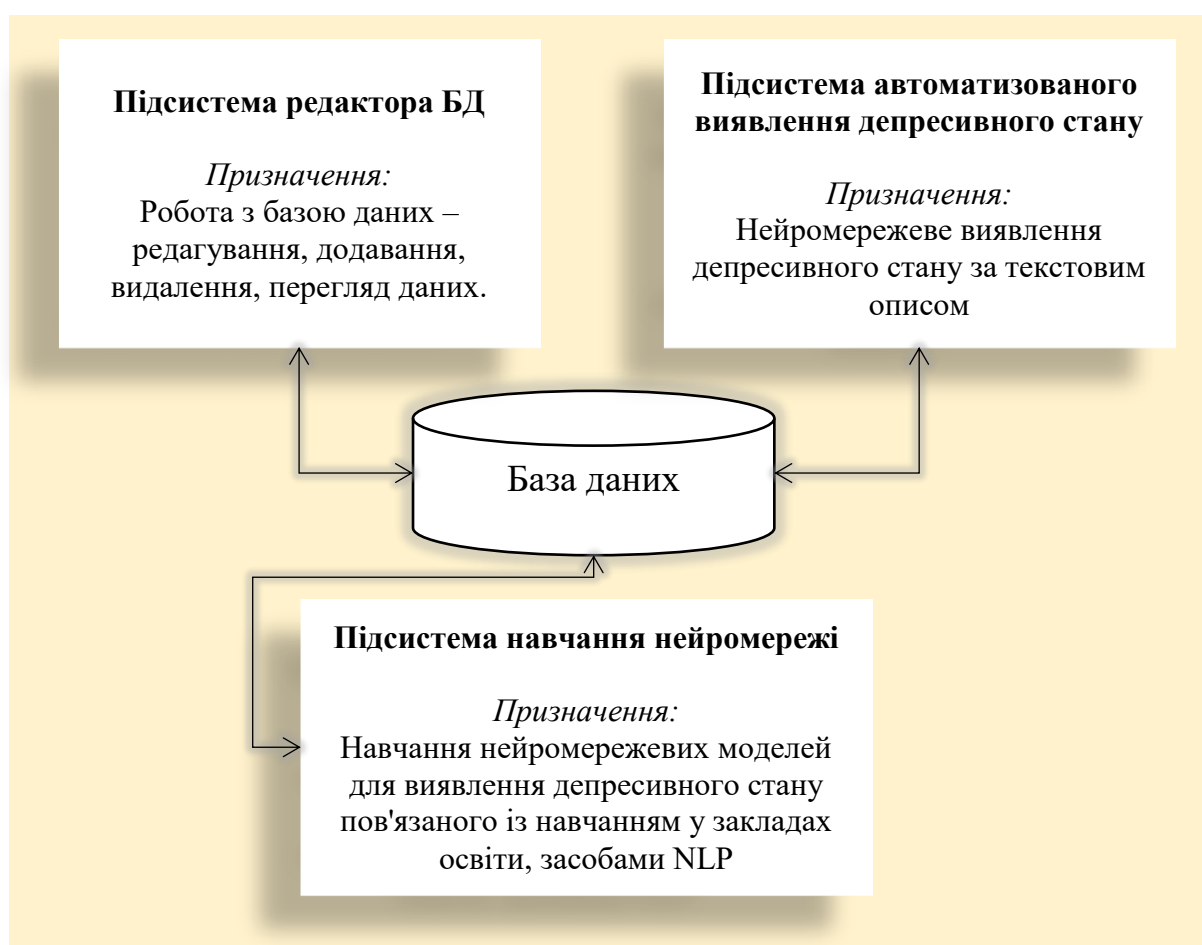 Підсистема редактора БД
Призначення:
Робота з базою даних –
редагування, додавання,
видалення, перегляд даних.
Підсистема автоматизованого
виявлення депресивного стану
Призначення:
Нейромережеве виявлення
депресивного стану за текстовим
описом
База даних
Підсистема навчання нейромережі
Призначення:
Навчання нейромережевих моделей
для виявлення депресивного стану
пов'язаного із навчанням у закладах
освіти, засобами NLP